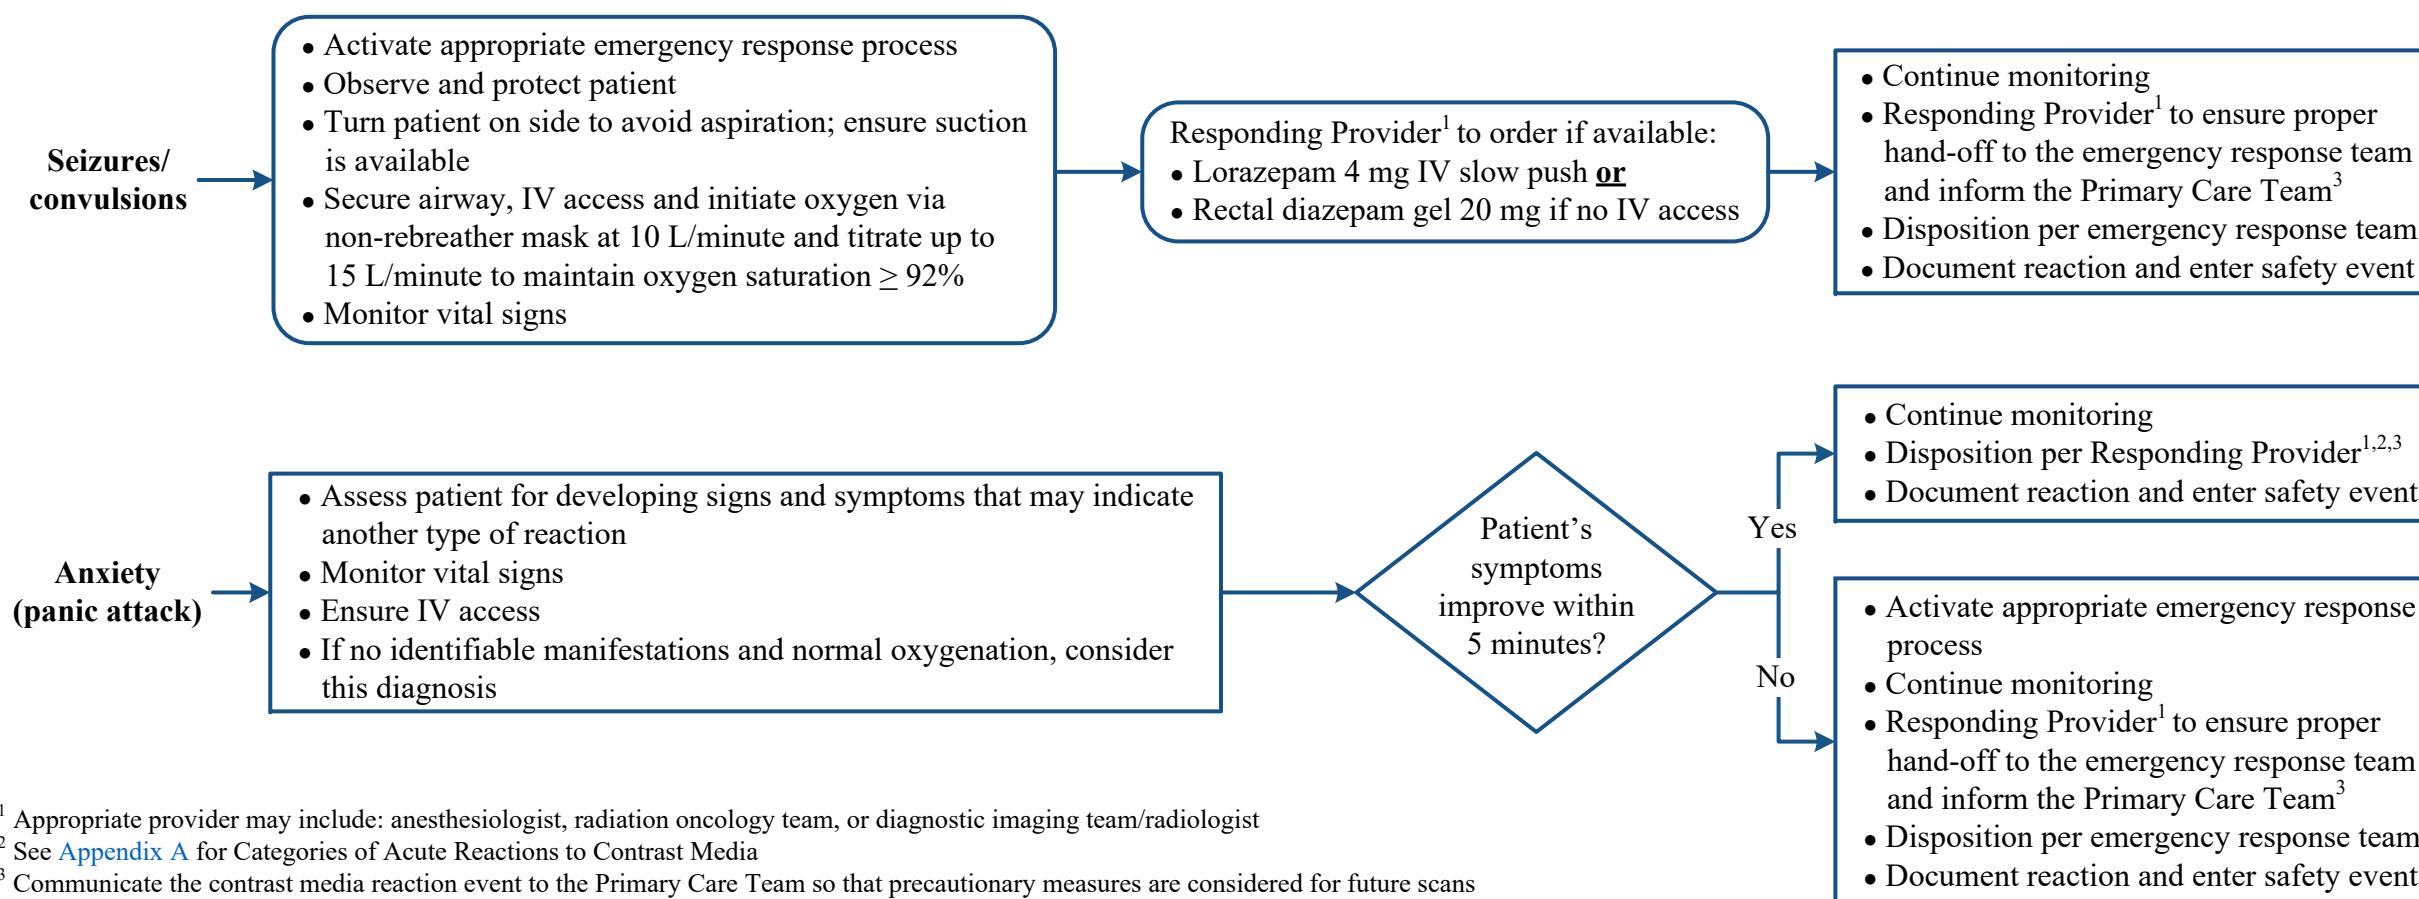 Seizures/
convulsions
● Activate appropriate emergency response process
● Observe and protect patient
● Turn patient on side to avoid aspiration; ensure suction
is available
● Secure airway, IV access and initiate oxygen via
non-rebreather mask at 10 L/minute and titrate up to
15 L/minute to maintain oxygen saturation ≥ 92%
● Monitor vital signs
Responding Provider¹ to order if available:
● Lorazepam 4 mg IV slow push or
● Rectal diazepam gel 20 mg if no IV access
● Continue monitoring
● Responding Provider¹ to ensure proper
hand-off to the emergency response team
and inform the Primary Care Team³
● Disposition per emergency response team
● Document reaction and enter safety event
Anxiety
(panic attack)
● Assess patient for developing signs and symptoms that may indicate
another type of reaction
● Monitor vital signs
● Ensure IV access
● If no identifiable manifestations and normal oxygenation, consider
this diagnosis
Patient's
symptoms
improve within
5 minutes?
Yes
● Continue monitoring
● Disposition per Responding Provider¹,²,³
● Document reaction and enter safety event
No
● Activate appropriate emergency response
process
● Continue monitoring
● Responding Provider¹ to ensure proper
hand-off to the emergency response team
and inform the Primary Care Team³
● Disposition per emergency response team
● Document reaction and enter safety event
¹ Appropriate provider may include: anesthesiologist, radiation oncology team, or diagnostic imaging team/radiologist
² See Appendix A for Categories of Acute Reactions to Contrast Media
³ Communicate the contrast media reaction event to the Primary Care Team so that precautionary measures are considered for future scans